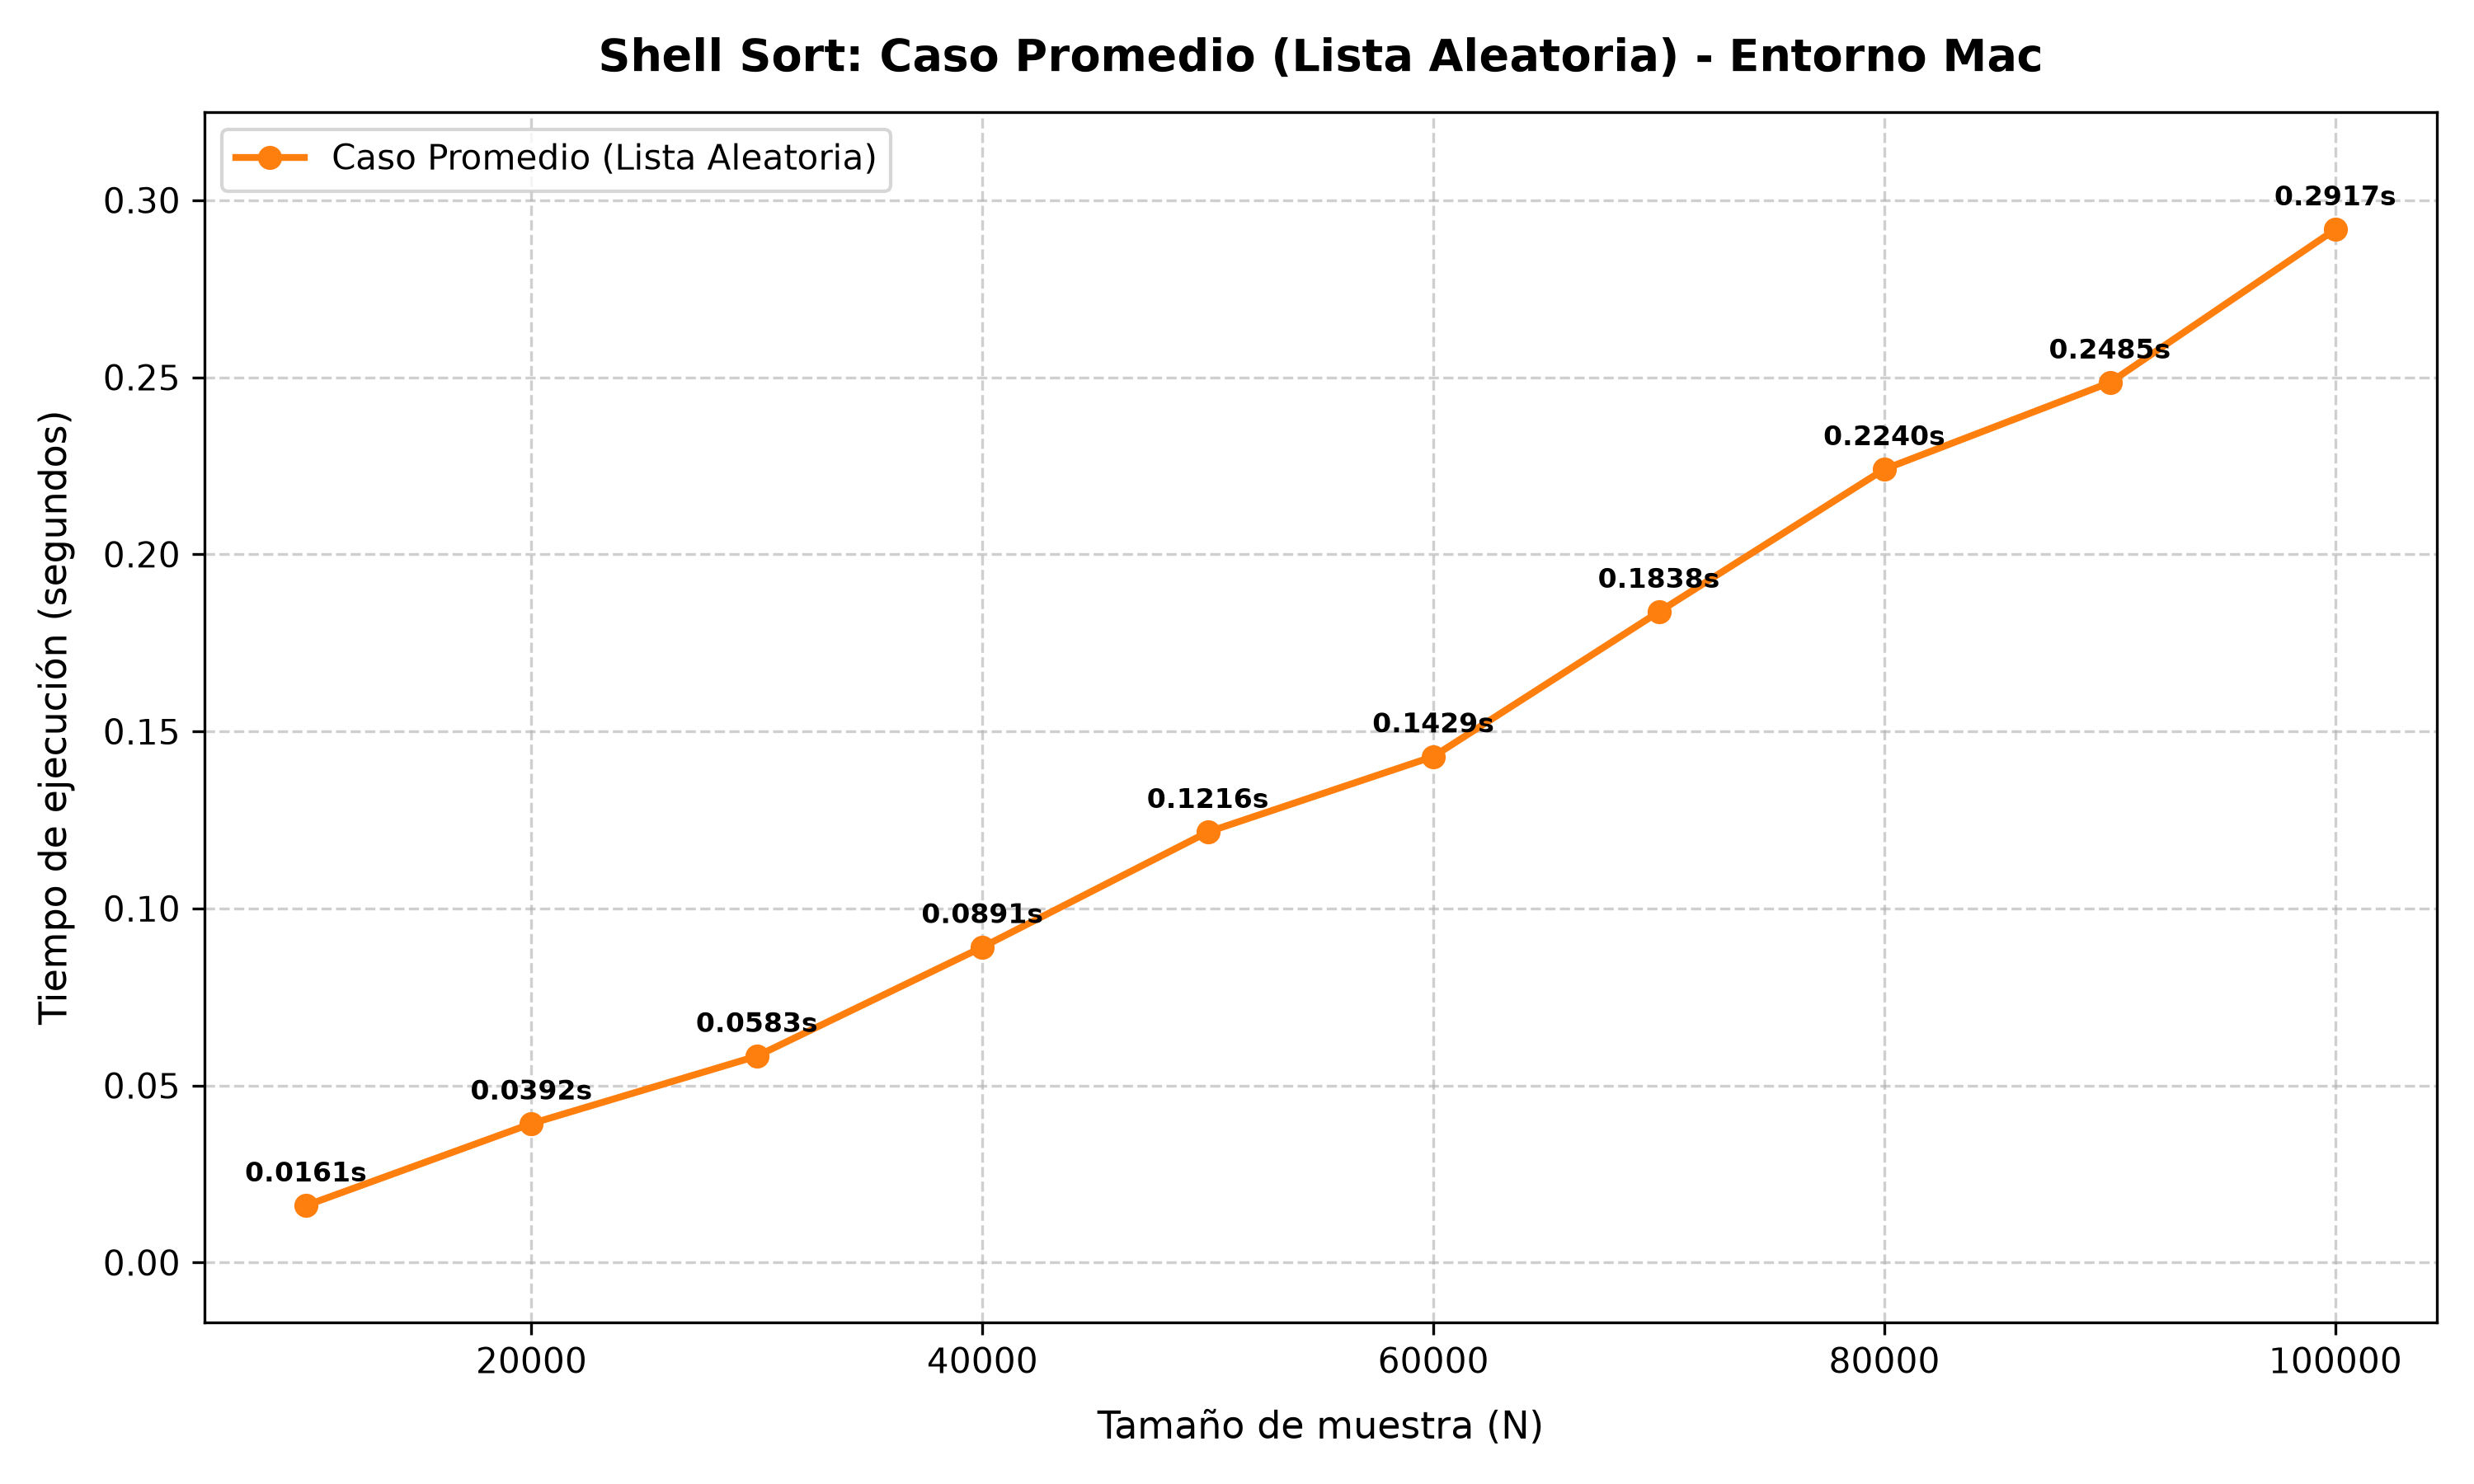 Shell Sort: Caso Promedio (Lista Aleatoria) - Entorno Mac
Caso Promedio (Lista Aleatoria)
Tiempo de ejecución (segundos)
0.30
0.25
0.20
0.15
0.10
0.05
0.00
0.0161s
0.0392s
0.0583s
0.0891s
0.1216s
0.1429s
0.1838s
0.2240s
0.2485s
0.2917s
20000
40000
60000
80000
100000
Tamaño de muestra (N)